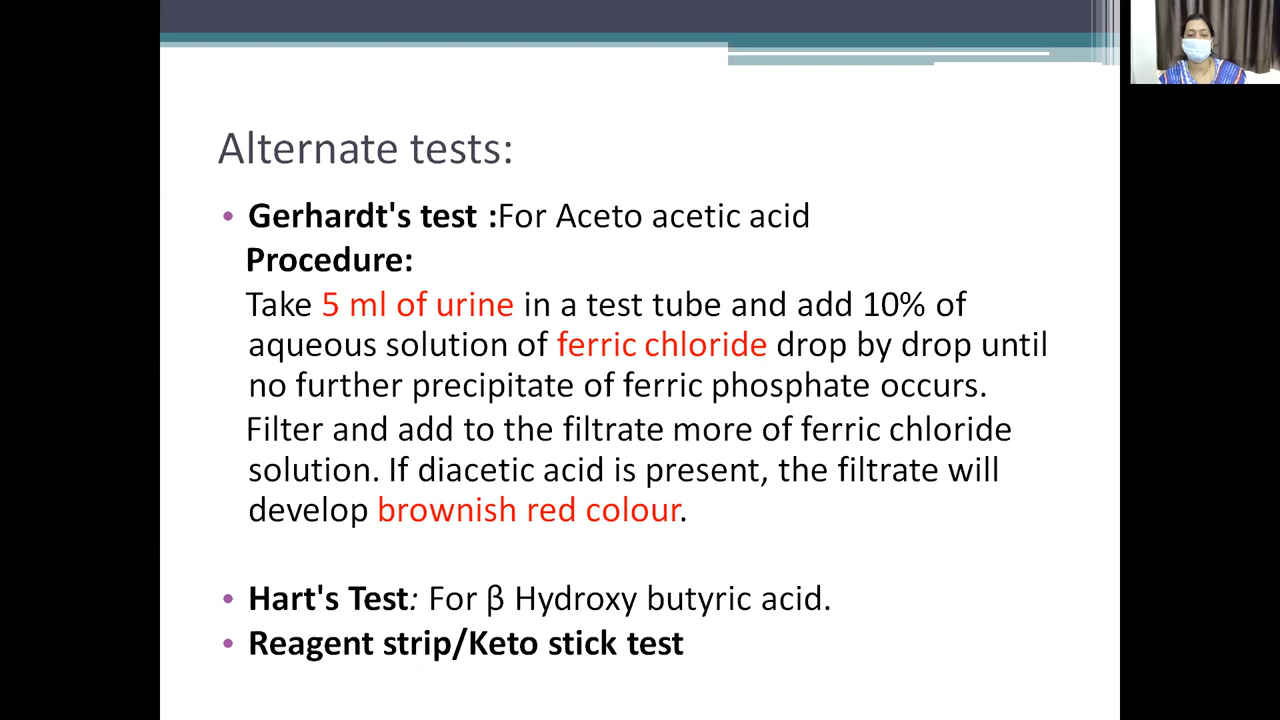 Alternate tests:
• Gerhardt's test :For Aceto acetic acid
Procedure:
Take 5 ml of urine in a test tube and add 10% of
aqueous solution of ferric chloride drop by drop until
no further precipitate of ferric phosphate occurs.
Filter and add to the filtrate more of ferric chloride
solution. If diacetic acid is present, the filtrate will
develop brownish red colour.
• Hart's Test: For β Hydroxy butyric acid.
• Reagent strip/Keto stick test